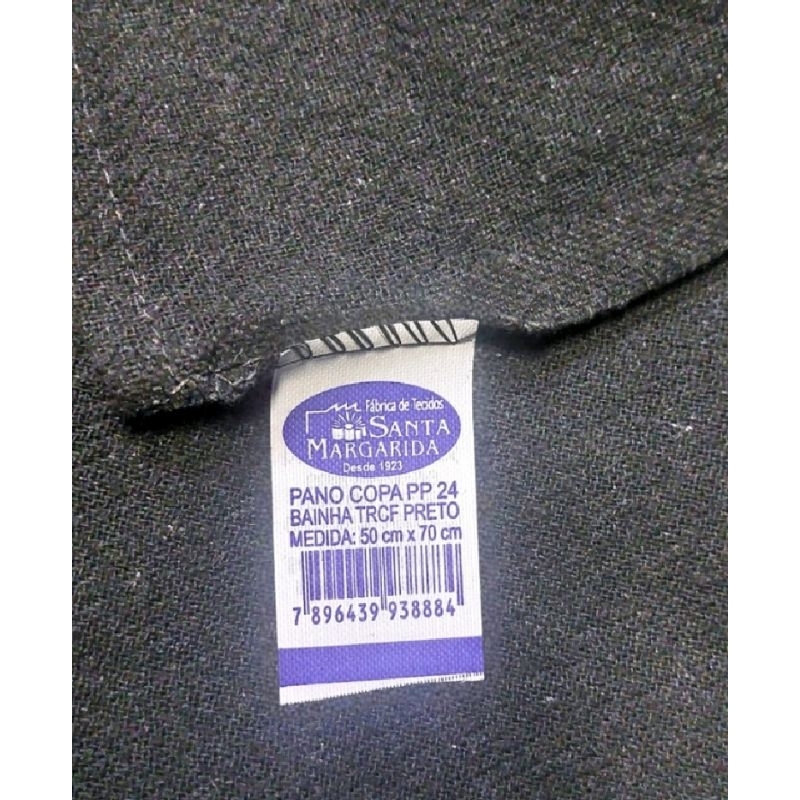 Fábrica de Tecidos
SANTA
MARGARIDA
Desde 1923
PANO COPA PP 24
BAINHA TRCF PRETO
MEDIDA: 50 cm x 70 cm
7 896439 938884